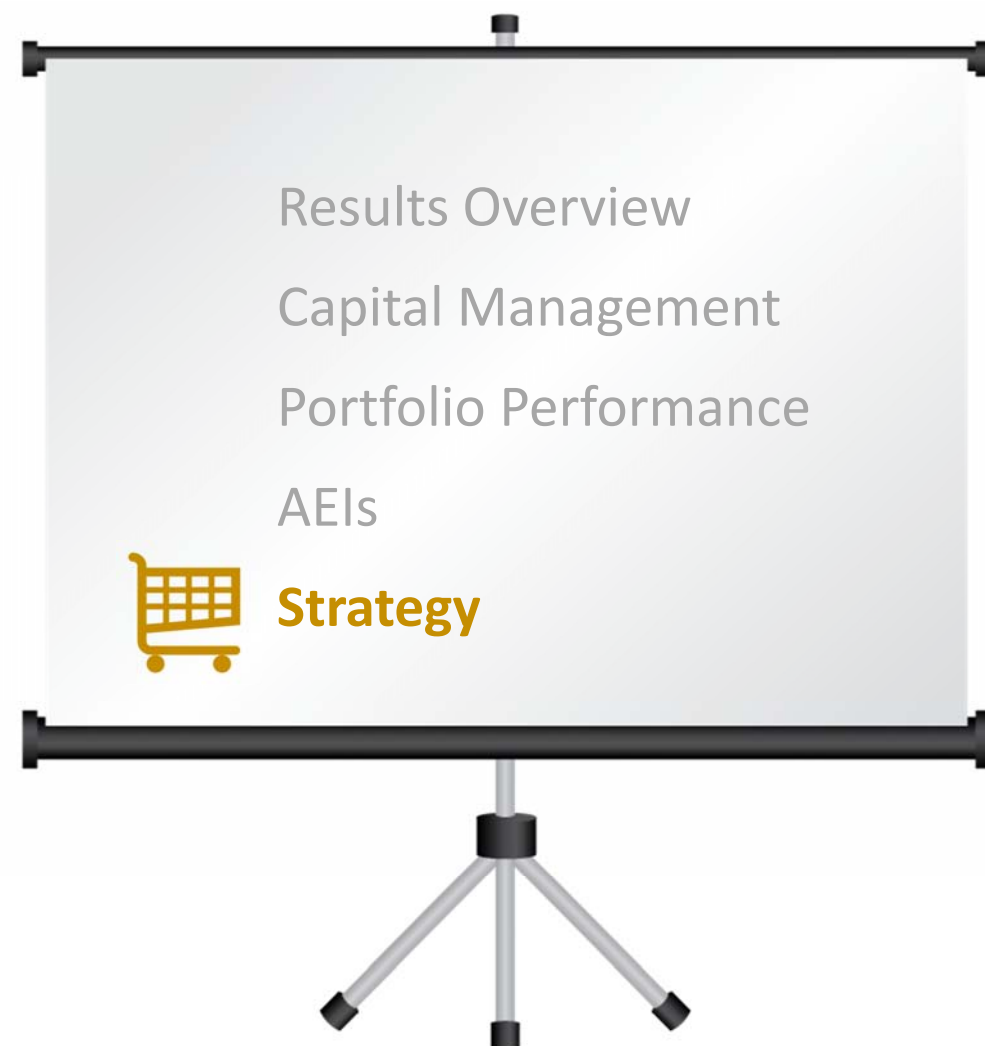 Results Overview
Capital Management
Portfolio Performance
AEIs
Strategy